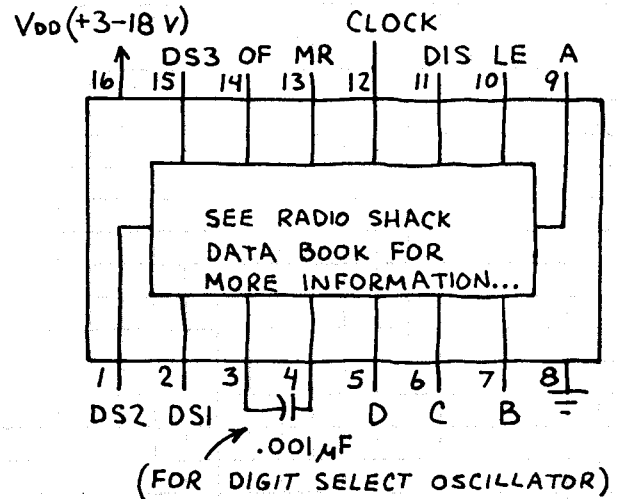 VDD (+3-18 V) CLOCK
DS3 OF MR DIS LE A
16 15 14 13 12 11 10 9
SEE RADIO SHACK
DATA BOOK FOR
MORE INFORMATION...
1 2 3 4 5 6 7 8
DS2 DS1 D C B
.001µF
(FOR DIGIT SELECT OSCILLATOR)